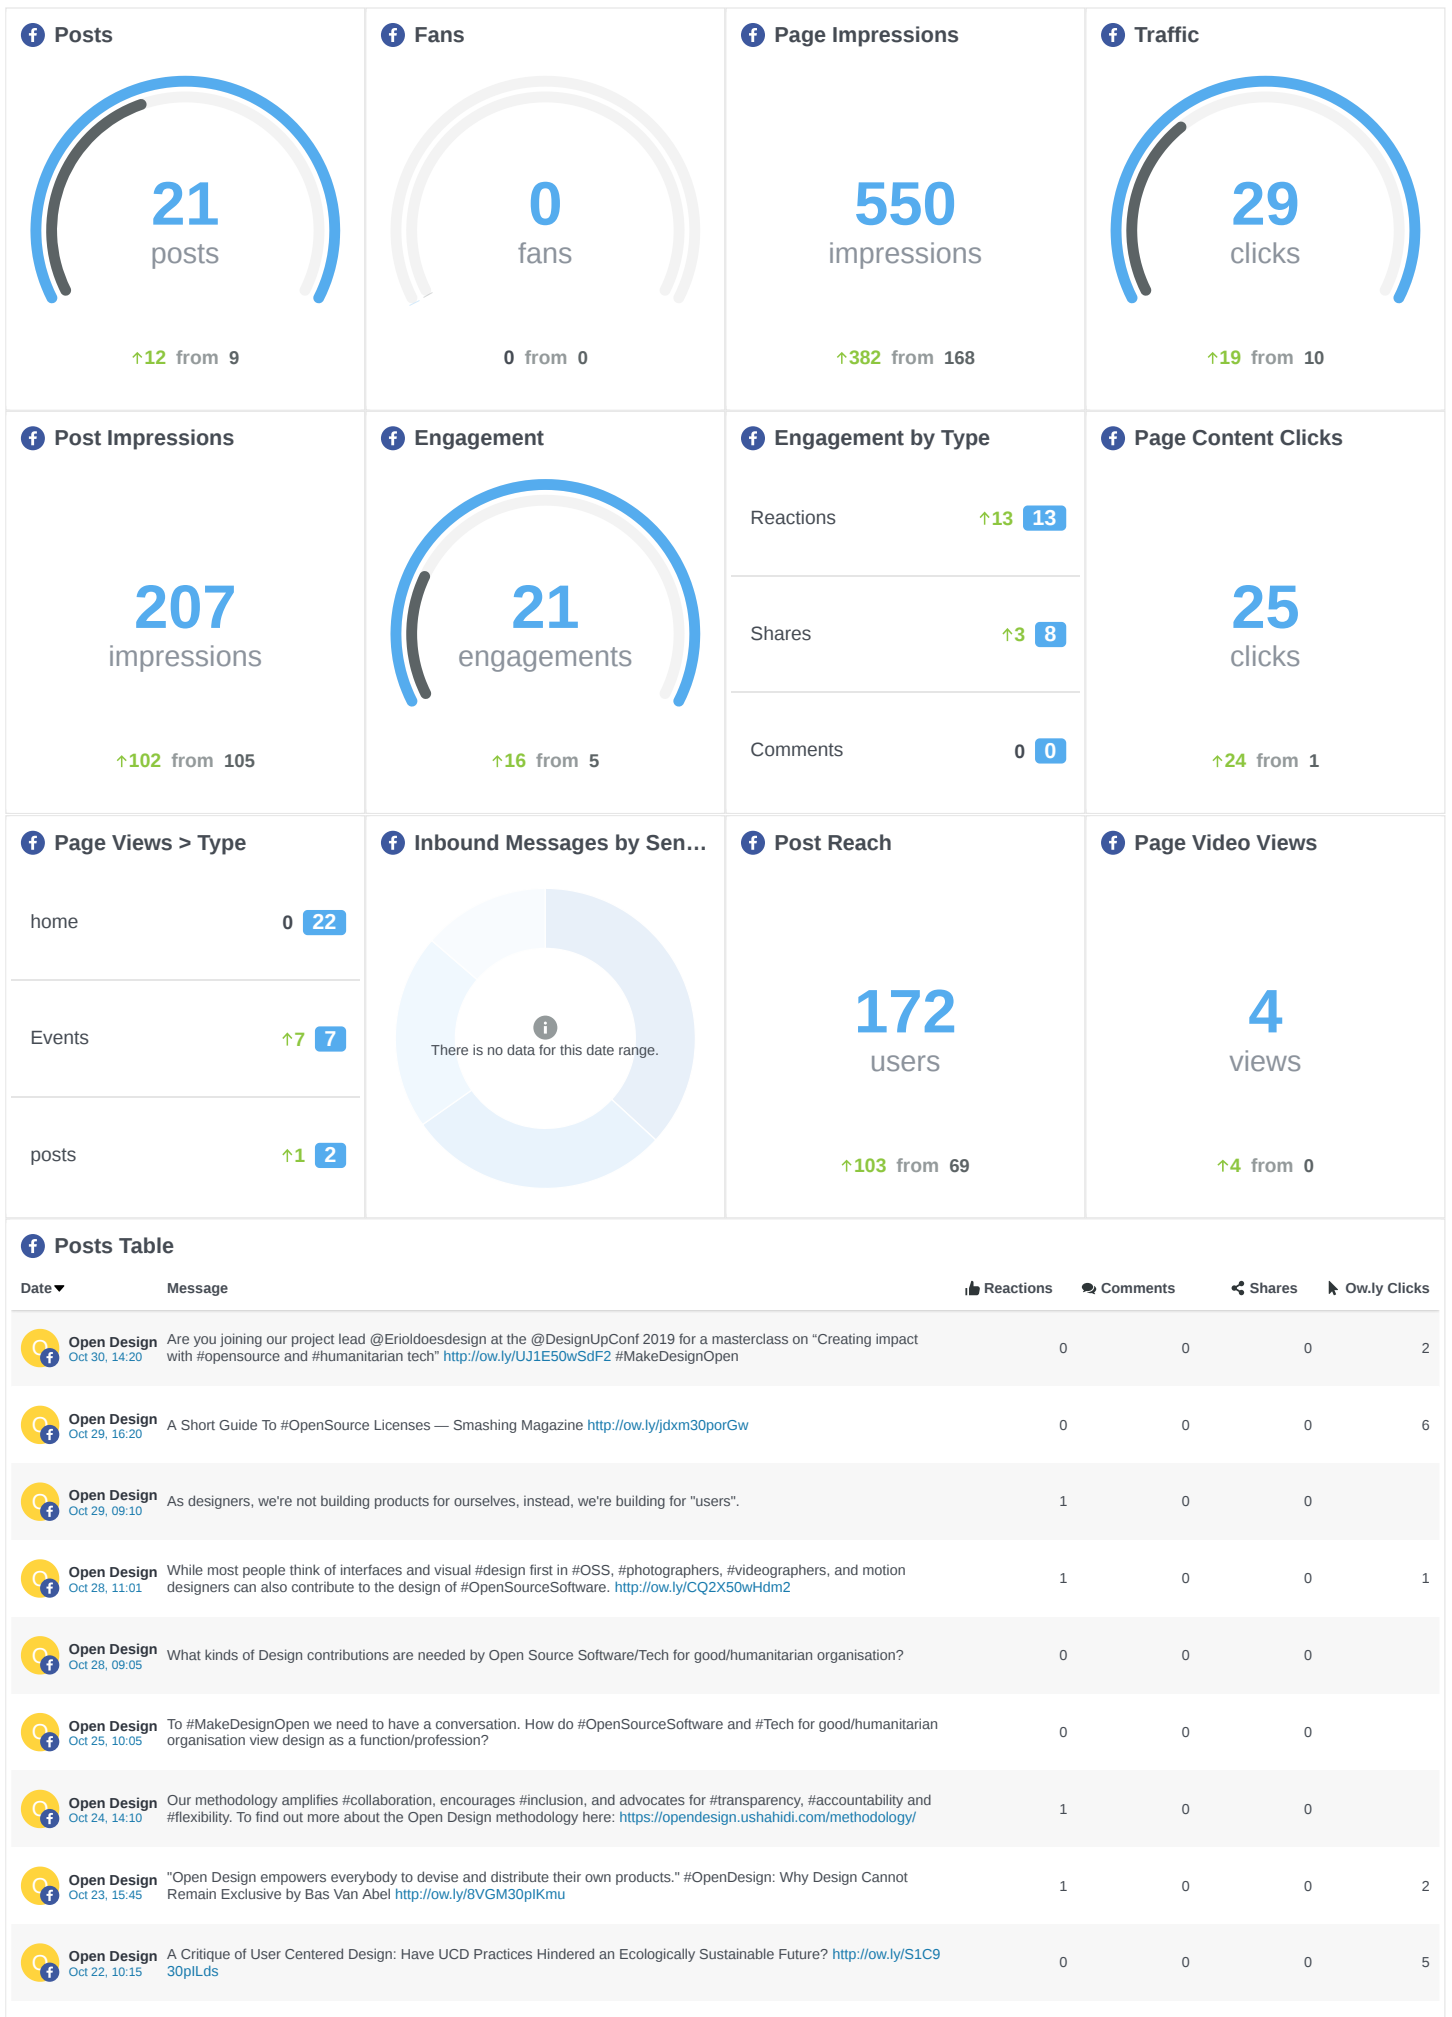 Posts
Fans
Page Impressions
Traffic
21
posts
↑12 from 9
0
fans
0 from 0
550
impressions
↑382 from 168
29
clicks
↑19 from 10
Post Impressions
Engagement
Engagement by Type
Page Content Clicks
207
impressions
↑102 from 105
21
engagements
↑16 from 5
Reactions ↑13 13
Shares ↑3 8
Comments 0 0
25
clicks
↑24 from 1
Page Views > Type
Inbound Messages by Sen...
Post Reach
Page Video Views
home 0 22
Events ↑7 7
posts ↑1 2
There is no data for this date range.
172
users
↑103 from 69
4
views
↑4 from 0
Posts Table
Date Message Reactions Comments Shares Ow.ly Clicks
Open Design
Oct 30, 14:20
Are you joining our project lead @Erioldoesdesign at the @DesignUpConf 2019 for a masterclass on “Creating impact
with #opensource and #humanitarian tech” http://ow.ly/UJ1E50wSdF2 #MakeDesignOpen
0 0 0 2
Open Design
Oct 29, 16:20
A Short Guide To #OpenSource Licenses — Smashing Magazine http://ow.ly/jdxm30porGw
0 0 0 6
Open Design
Oct 29, 09:10
As designers, we're not building products for ourselves, instead, we're building for "users".
1 0 0
Open Design
Oct 28, 11:01
While most people think of interfaces and visual #design first in #OSS, #photographers, #videographers, and motion
designers can also contribute to the design of #OpenSourceSoftware. http://ow.ly/CQ2X50wHdm2
1 0 0 1
Open Design
Oct 28, 09:05
What kinds of Design contributions are needed by Open Source Software/Tech for good/humanitarian organisation?
0 0 0
Open Design
Oct 25, 10:05
To #MakeDesignOpen we need to have a conversation. How do #OpenSourceSoftware and #Tech for good/humanitarian
organisation view design as a function/profession?
0 0 0
Open Design
Oct 24, 14:10
Our methodology amplifies #collaboration, encourages #inclusion, and advocates for #transparency, #accountability and
#flexibility. To find out more about the Open Design methodology here: https://opendesign.ushahidi.com/methodology/
1 0 0
Open Design
Oct 23, 15:45
"Open Design empowers everybody to devise and distribute their own products." #OpenDesign: Why Design Cannot
Remain Exclusive by Bas Van Abel http://ow.ly/8VGM30pIKmu
1 0 0 2
Open Design
Oct 22, 10:15
A Critique of User Centered Design: Have UCD Practices Hindered an Ecologically Sustainable Future? http://ow.ly/S1C9
30pILds
0 0 0 5